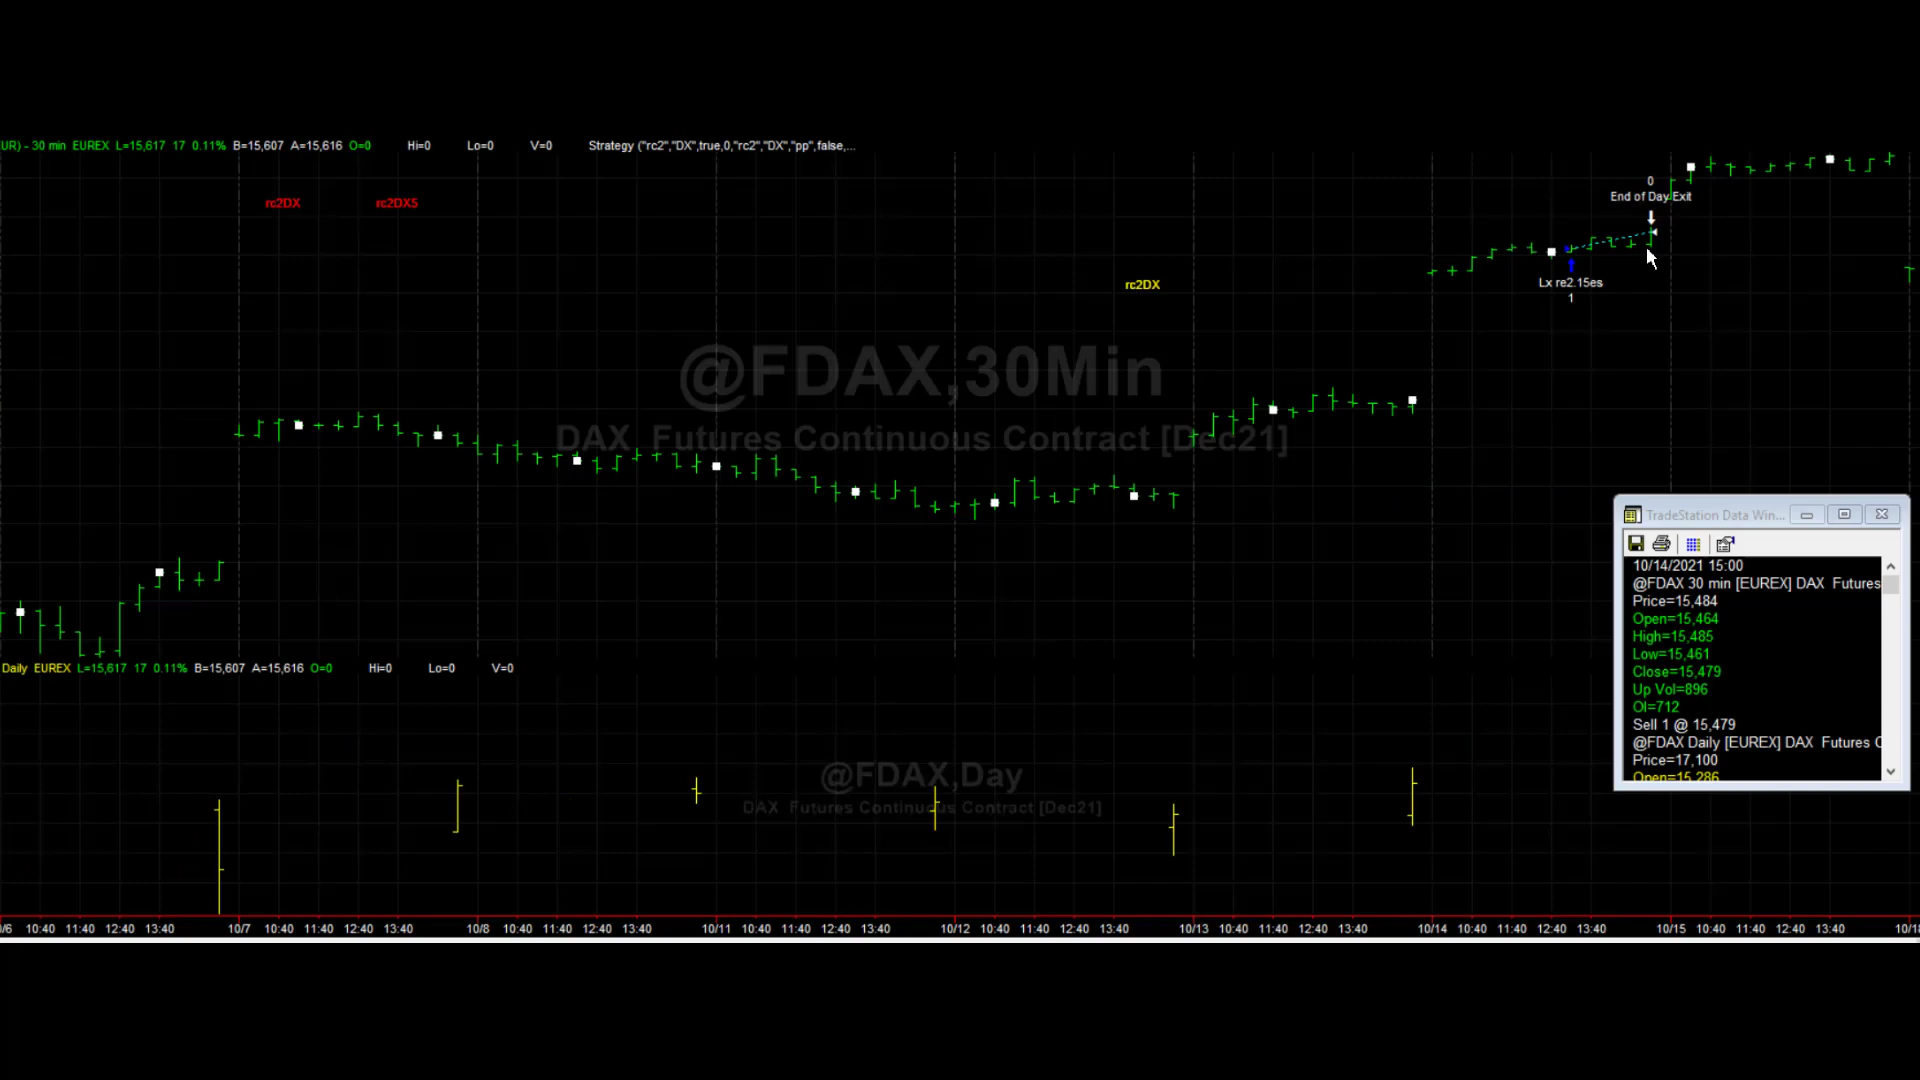 UR) - 30 min EUREX L=15,617 17 0.11% B=15,607 A=15,616 O=0 Hi=0 Lo=0 V=0 Strategy ("rc2","DX",true,0,"rc2","DX","pp",false,...
0
End of Day Exit
rc2DX rc2DX5
rc2DX
Lx re2.15es
1
@FDAX,30Min
DAX Futures Continuous Contract [Dec21]
TradeStation Data Win...
10/14/2021 15:00
@FDAX 30 min [EUREX] DAX Futures
Price=15,484
Open=15,464
High=15,485
Low=15,461
Close=15,479
Up Vol=896
OI=712
Sell 1 @ 15,479
@FDAX Daily [EUREX] DAX Futures C
Price=17,100
Open=15,286
Daily EUREX L=15,617 17 0.11% B=15,607 A=15,616 O=0 Hi=0 Lo=0 V=0
@FDAX,Day
DAX Futures Continuous Contract [Dec21]
/6 10:40 11:40 12:40 13:40 10/7 10:40 11:40 12:40 13:40 10/8 10:40 11:40 12:40 13:40 10/11 10:40 11:40 12:40 13:40 10/12 10:40 11:40 12:40 13:40 10/13 10:40 11:40 12:40 13:40 10/14 10:40 11:40 12:40 13:40 10/15 10:40 11:40 12:40 13:40 10/18